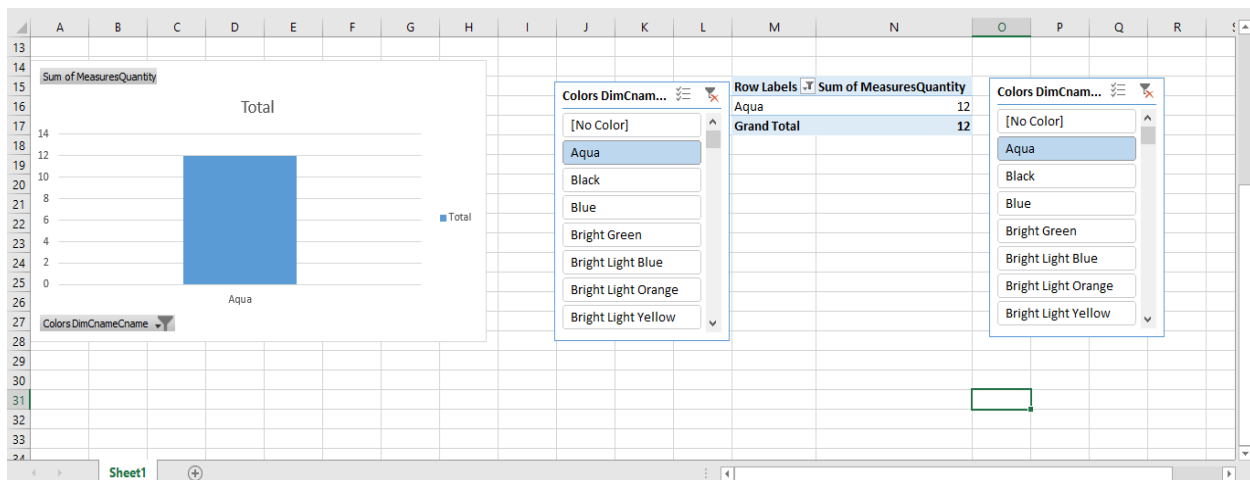 A B C D E F G H I J K L M N O P Q R
13
14
15
16
17
18
19
20
21
22
23
24
25
26
27
28
29
30
31
32
33
Sum of MeasuresQuantity
Total
14
12
10
8
6
4
2
0
Aqua
Total
Colors DimCnameCname
Colors DimCnam...
[No Color]
Aqua
Black
Blue
Bright Green
Bright Light Blue
Bright Light Orange
Bright Light Yellow
Row Labels Sum of MeasuresQuantity
Aqua 12
Grand Total 12
Colors DimCnam...
[No Color]
Aqua
Black
Blue
Bright Green
Bright Light Blue
Bright Light Orange
Bright Light Yellow
Sheet1